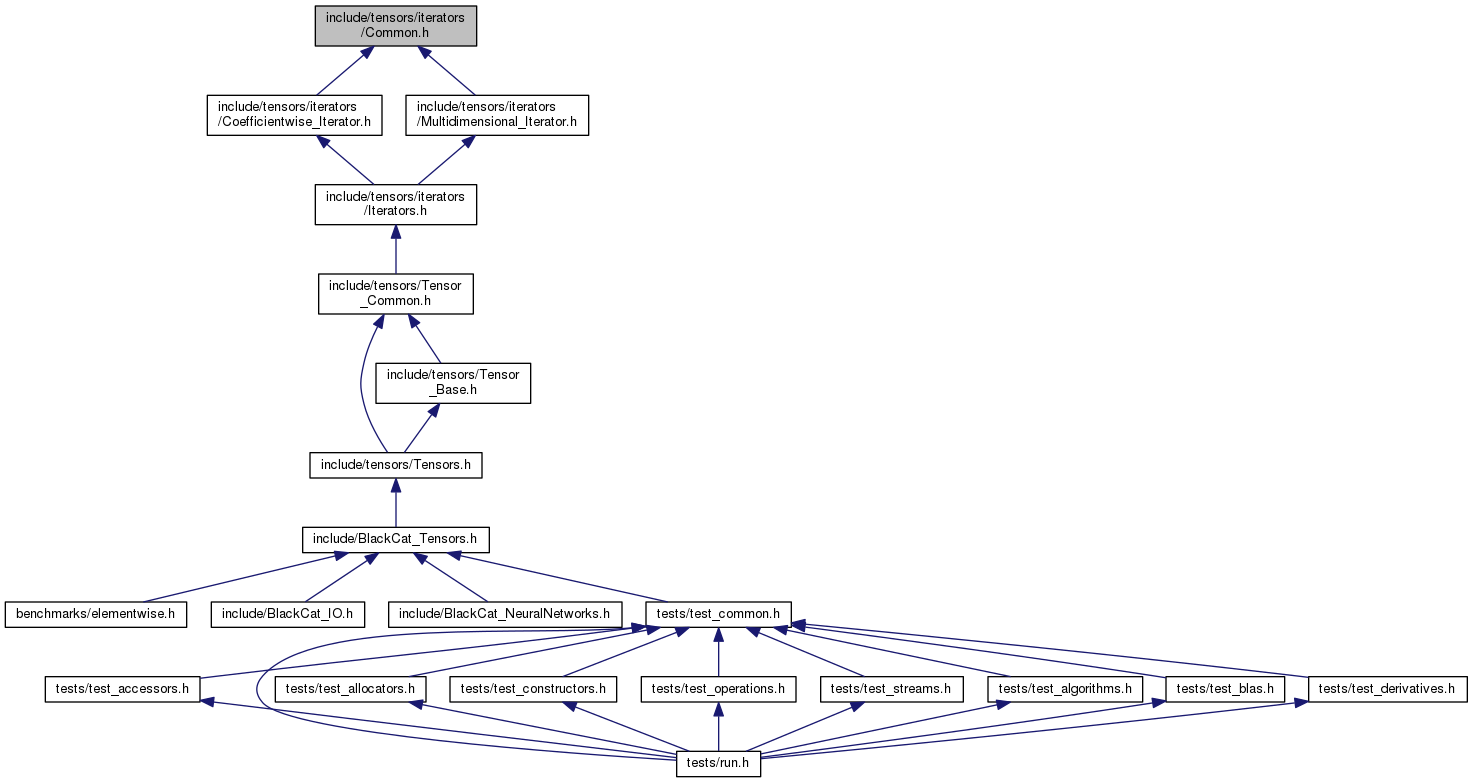 include/tensors/iterators
/Common.h
include/tensors/iterators
/Coefficientwise_Iterator.h
include/tensors/iterators
/Multidimensional_Iterator.h
include/tensors/iterators
/Iterators.h
include/tensors/Tensor
_Common.h
include/tensors/Tensor
_Base.h
include/tensors/Tensors.h
include/BlackCat_Tensors.h
benchmarks/elementwise.h
include/BlackCat_IO.h
include/BlackCat_NeuralNetworks.h
tests/test_common.h
tests/test_accessors.h
tests/test_allocators.h
tests/test_constructors.h
tests/test_operations.h
tests/test_streams.h
tests/test_algorithms.h
tests/test_blas.h
tests/test_derivatives.h
tests/run.h